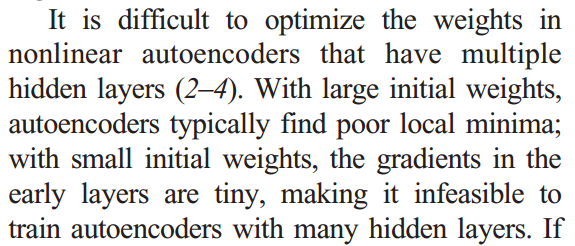 It is difficult to optimize the weights in
nonlinear autoencoders that have multiple
hidden layers (2–4). With large initial weights,
autoencoders typically find poor local minima;
with small initial weights, the gradients in the
early layers are tiny, making it infeasible to
train autoencoders with many hidden layers. If